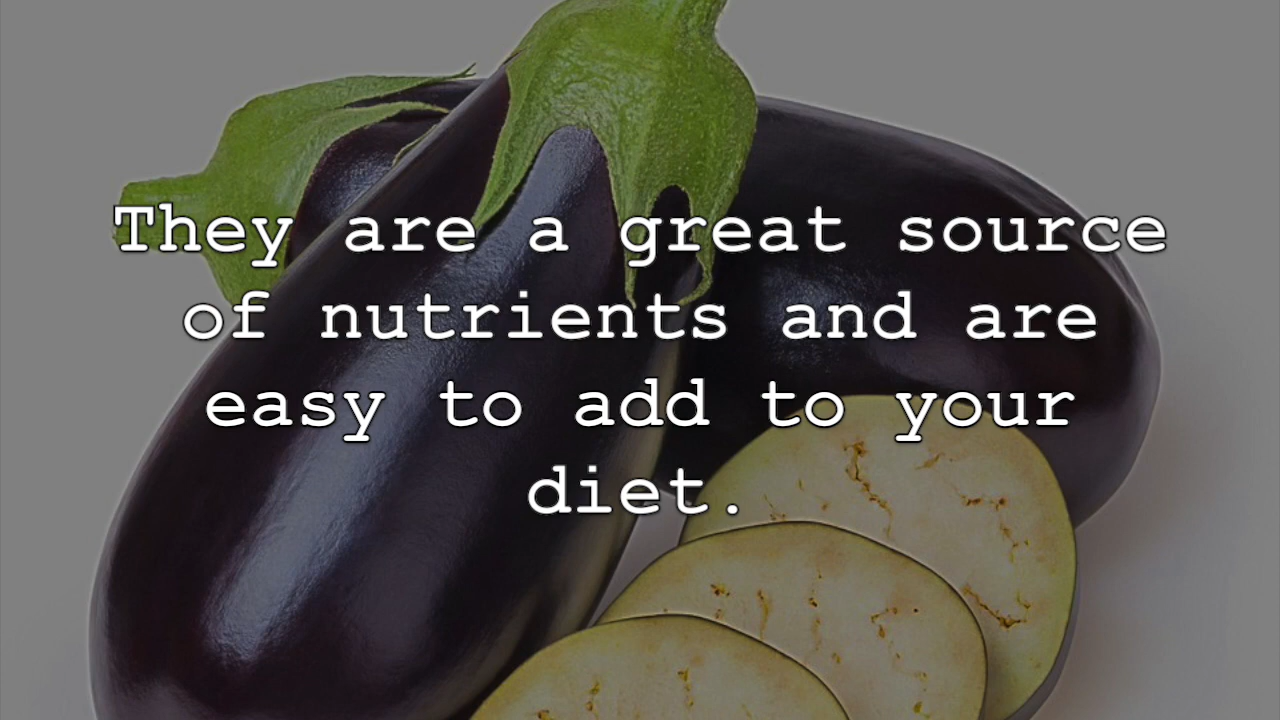 They are a great source
of nutrients and are
easy to add to your
diet.